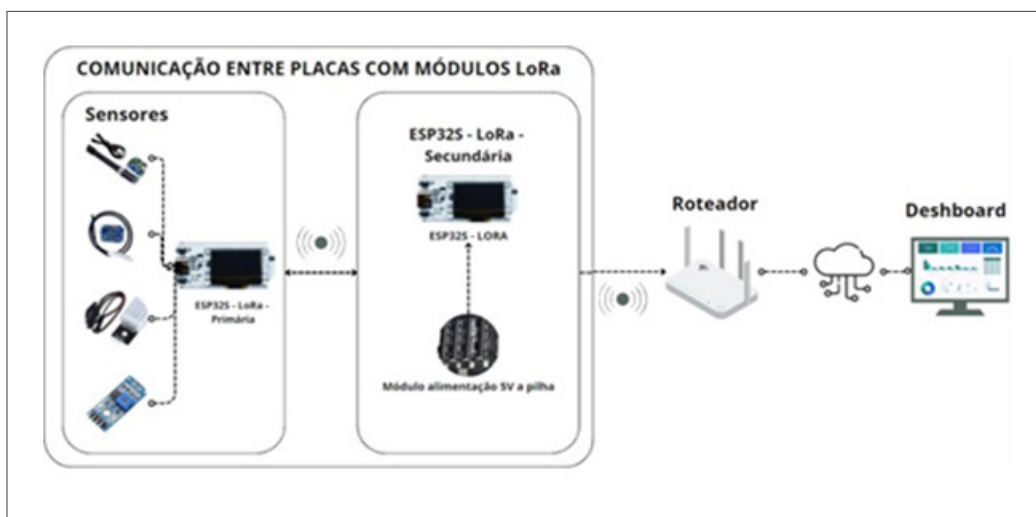 COMUNICAÇÃO ENTRE PLACAS COM MÓDULOS LoRa
Sensores
ESP32S - LoRa -
Primária
ESP32S - LoRa -
Secundária
ESP32S - LORA
Módulo alimentação 5V a pilha
Roteador
Deshboard